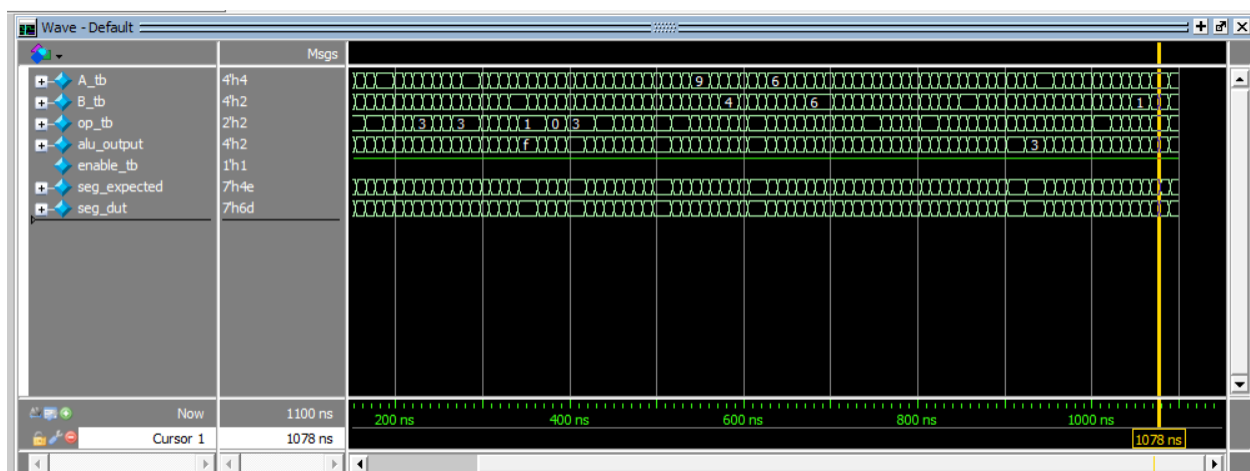 Wave - Default
Msgs
A_tb 4'h4 9 6
B_tb 4'h2 4 6 1
op_tb 2'h2 3 3 1 0 3
alu_output 4'h2 f 3
enable_tb 1'h1
seg_expected 7'h4e
seg_dut 7'h6d
Now 1100 ns
200 ns 400 ns 600 ns 800 ns 1000 ns
Cursor 1 1078 ns 1078 ns